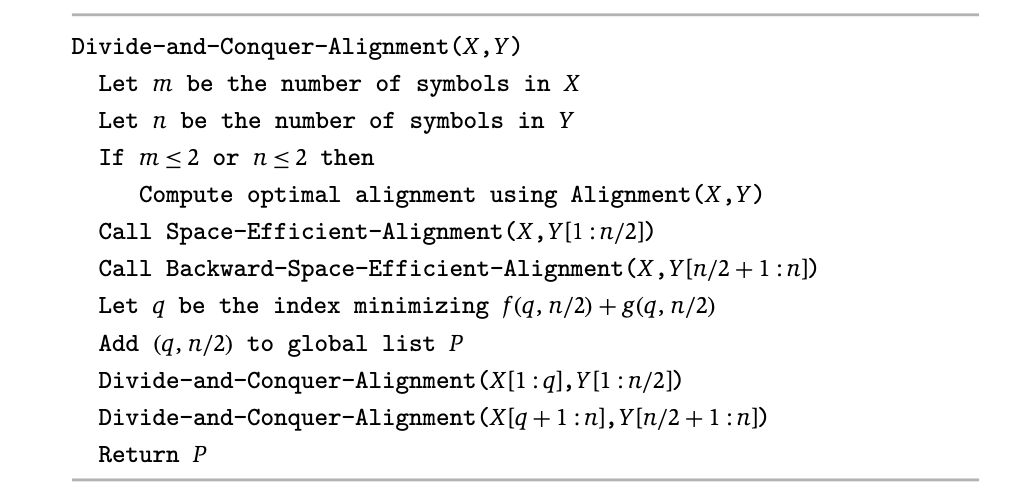 Divide-and-Conquer-Alignment(X,Y)
Let m be the number of symbols in X
Let n be the number of symbols in Y
If m ≤ 2 or n ≤ 2 then
Compute optimal alignment using Alignment(X,Y)
Call Space-Efficient-Alignment(X,Y[1:n/2])
Call Backward-Space-Efficient-Alignment(X,Y[n/2+1:n])
Let q be the index minimizing f(q, n/2)+g(q, n/2)
Add (q, n/2) to global list P
Divide-and-Conquer-Alignment(X[1:q],Y[1:n/2])
Divide-and-Conquer-Alignment(X[q+1:n],Y[n/2+1:n])
Return P